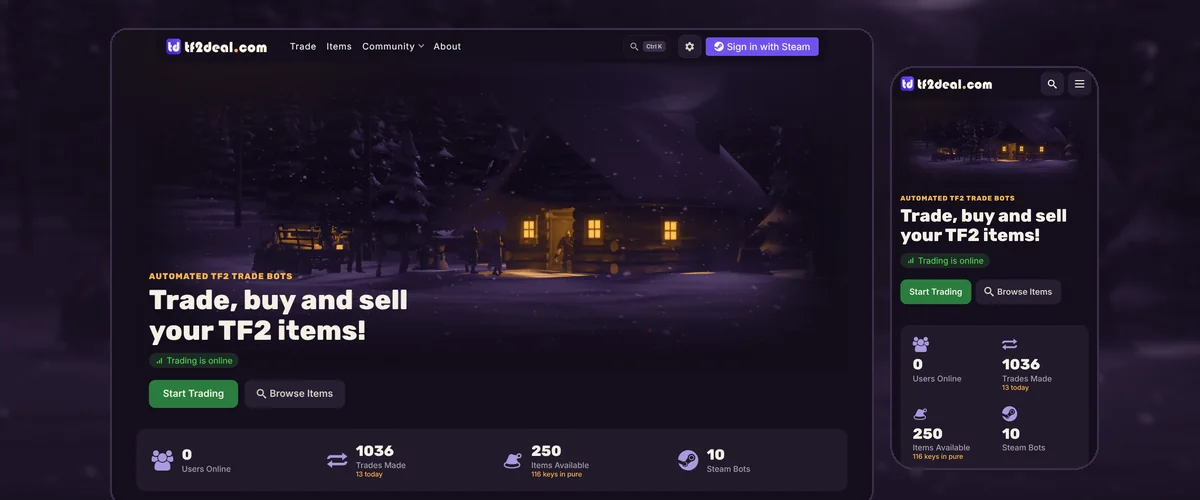 td tf2deal.com
Trade Items Community About
Ctrl K
Sign in with Steam
AUTOMATED TF2 TRADE BOTS
Trade, buy and sell
your TF2 items!
Trading is online
Start Trading
Browse Items
0
Users Online
1036
Trades Made
13 today
250
Items Available
116 keys in pure
10
Steam Bots
td tf2deal.com
AUTOMATED TF2 TRADE BOTS
Trade, buy and sell
your TF2 items!
Trading is online
Start Trading
Browse Items
0
Users Online
1036
Trades Made
13 today
250
Items Available
116 keys in pure
10
Steam Bots